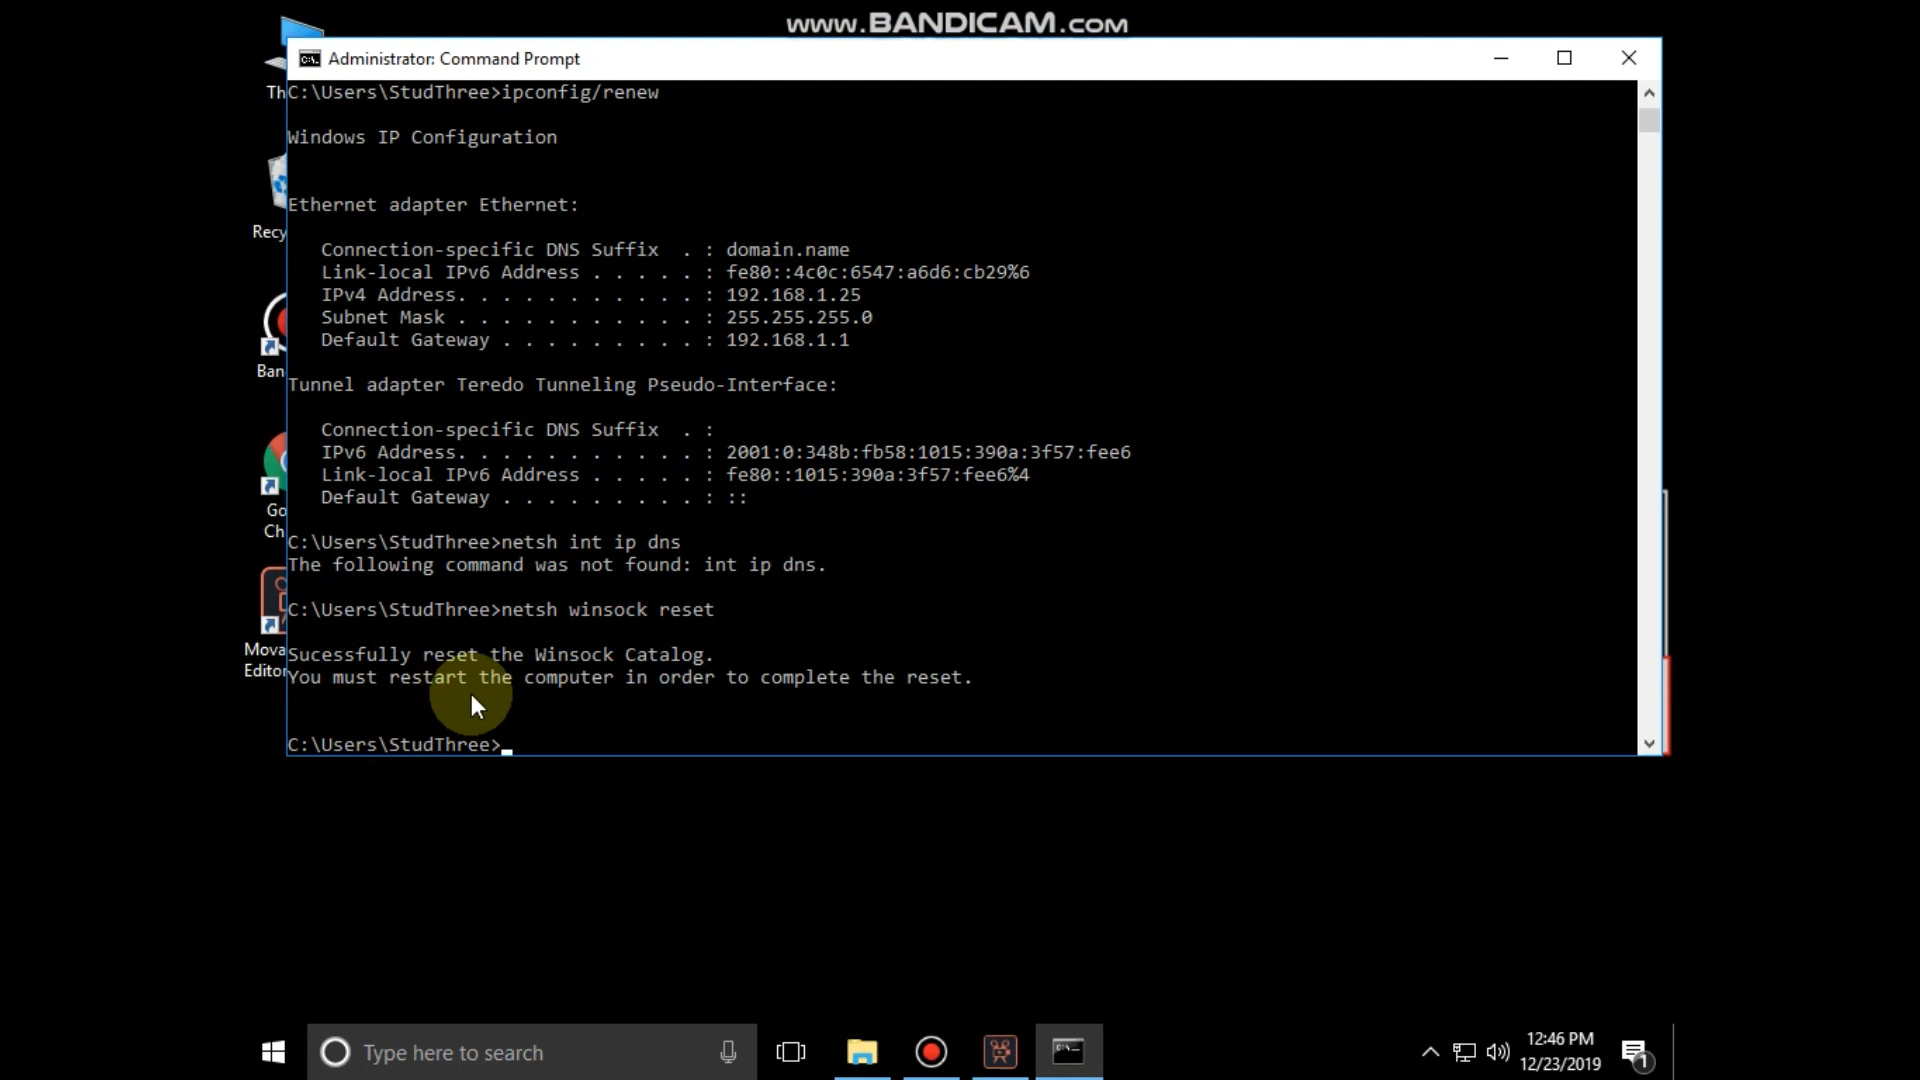 www.BANDICAM.com
Administrator: Command Prompt
Th
C:\Users\StudThree>ipconfig/renew
Windows IP Configuration
Recy
Ethernet adapter Ethernet:
Connection-specific DNS Suffix . : domain.name
Link-local IPv6 Address . . . . . : fe80::4c0c:6547:a6d6:cb29%6
IPv4 Address. . . . . . . . . . . : 192.168.1.25
Subnet Mask . . . . . . . . . . . : 255.255.255.0
Default Gateway . . . . . . . . . : 192.168.1.1
Ban
Tunnel adapter Teredo Tunneling Pseudo-Interface:
Connection-specific DNS Suffix . :
IPv6 Address. . . . . . . . . . . : 2001:0:348b:fb58:1015:390a:3f57:fee6
Link-local IPv6 Address . . . . . : fe80::1015:390a:3f57:fee6%4
Default Gateway . . . . . . . . . : ::
Go
Ch
C:\Users\StudThree>netsh int ip dns
The following command was not found: int ip dns.
C:\Users\StudThree>netsh winsock reset
Mova
Editor
Sucessfully reset the Winsock Catalog.
You must restart the computer in order to complete the reset.
C:\Users\StudThree>
Type here to search
12:46 PM
12/23/2019
1